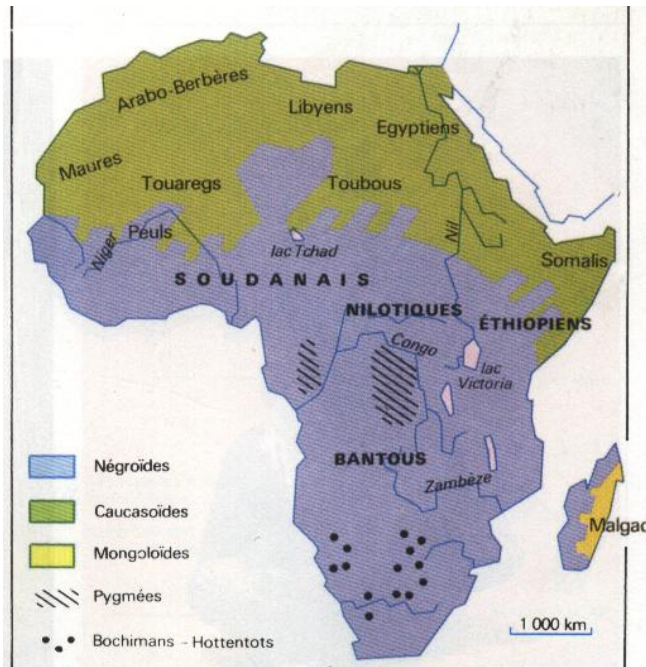 Arabo-Berbères
Libyens
Egyptiens
Maures
Touaregs
Toubous
Niger
Peuls
Nil
lac Tchad
Somalis
SOUDANAIS
NILOTIQUES
ÉTHIOPIENS
Congo
lac
Victoria
BANTOUS
Zambèze
Malgac
Négroïdes
Caucasoïdes
Mongoloïdes
Pygmées
Bochimans - Hottentots
1 000 km